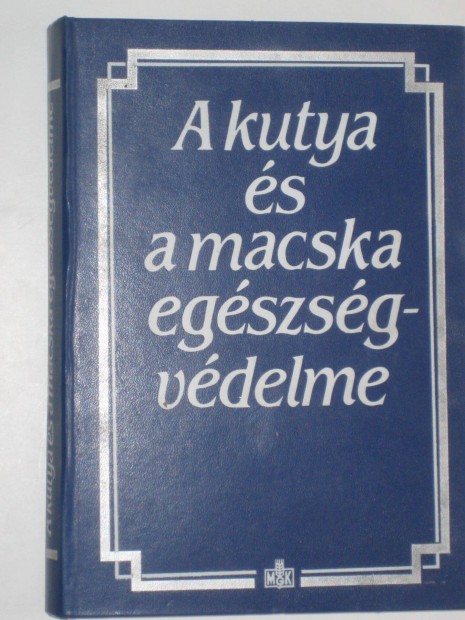 A kutya
és
a macska
egészség-
védelme
MGK
A kutya és a macska egészségvédelme